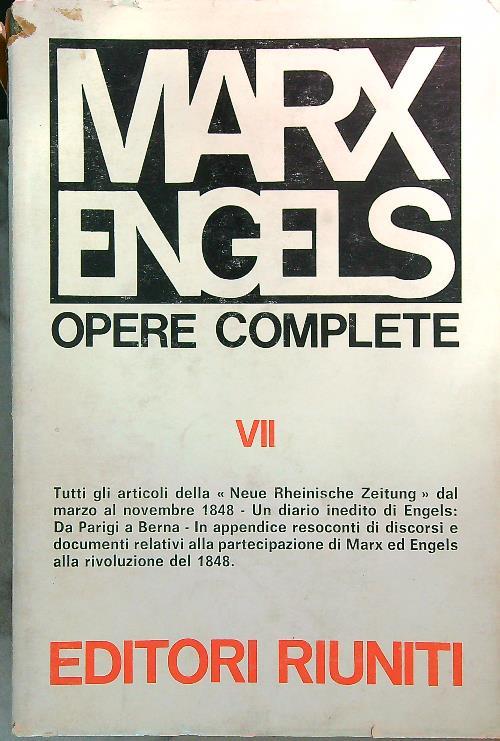 MARX
ENGELS
OPERE COMPLETE
VII
Tutti gli articoli della « Neue Rheinische Zeitung » dal
marzo al novembre 1848 - Un diario inedito di Engels:
Da Parigi a Berna - In appendice resoconti di discorsi e
documenti relativi alla partecipazione di Marx ed Engels
alla rivoluzione del 1848.
EDITORI RIUNITI